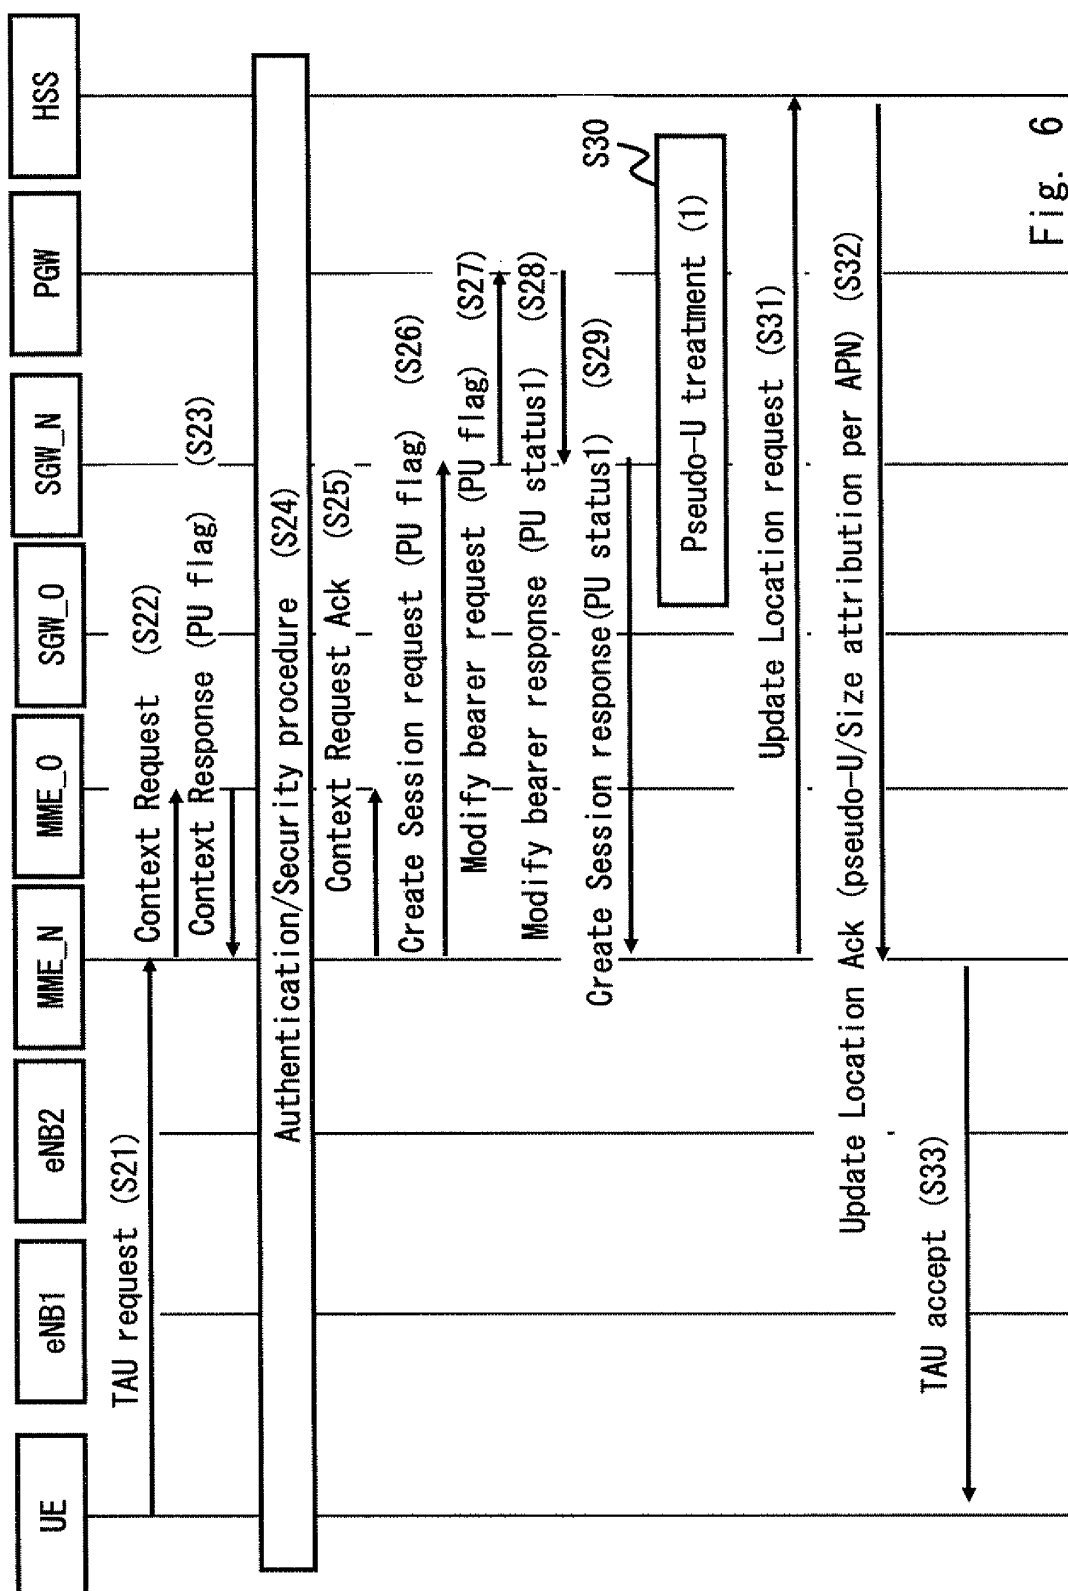 UE
eNB1
eNB2
MME_N
MME_O
SGW_O
SGW_N
PGW
HSS
TAU request (S21)
Context Request (S22)
Context Response (PU flag) (S23)
Authentication/Security procedure (S24)
Context Request Ack (S25)
Create Session request (PU flag) (S26)
Modify bearer request (PU flag) (S27)
Modify bearer response (PU status1) (S28)
Create Session response(PU status1) (S29)
S30
Pseudo-U treatment (1)
Update Location request (S31)
Update Location Ack (pseudo-U/Size attribution per APN) (S32)
TAU accept (S33)
Fig. 6